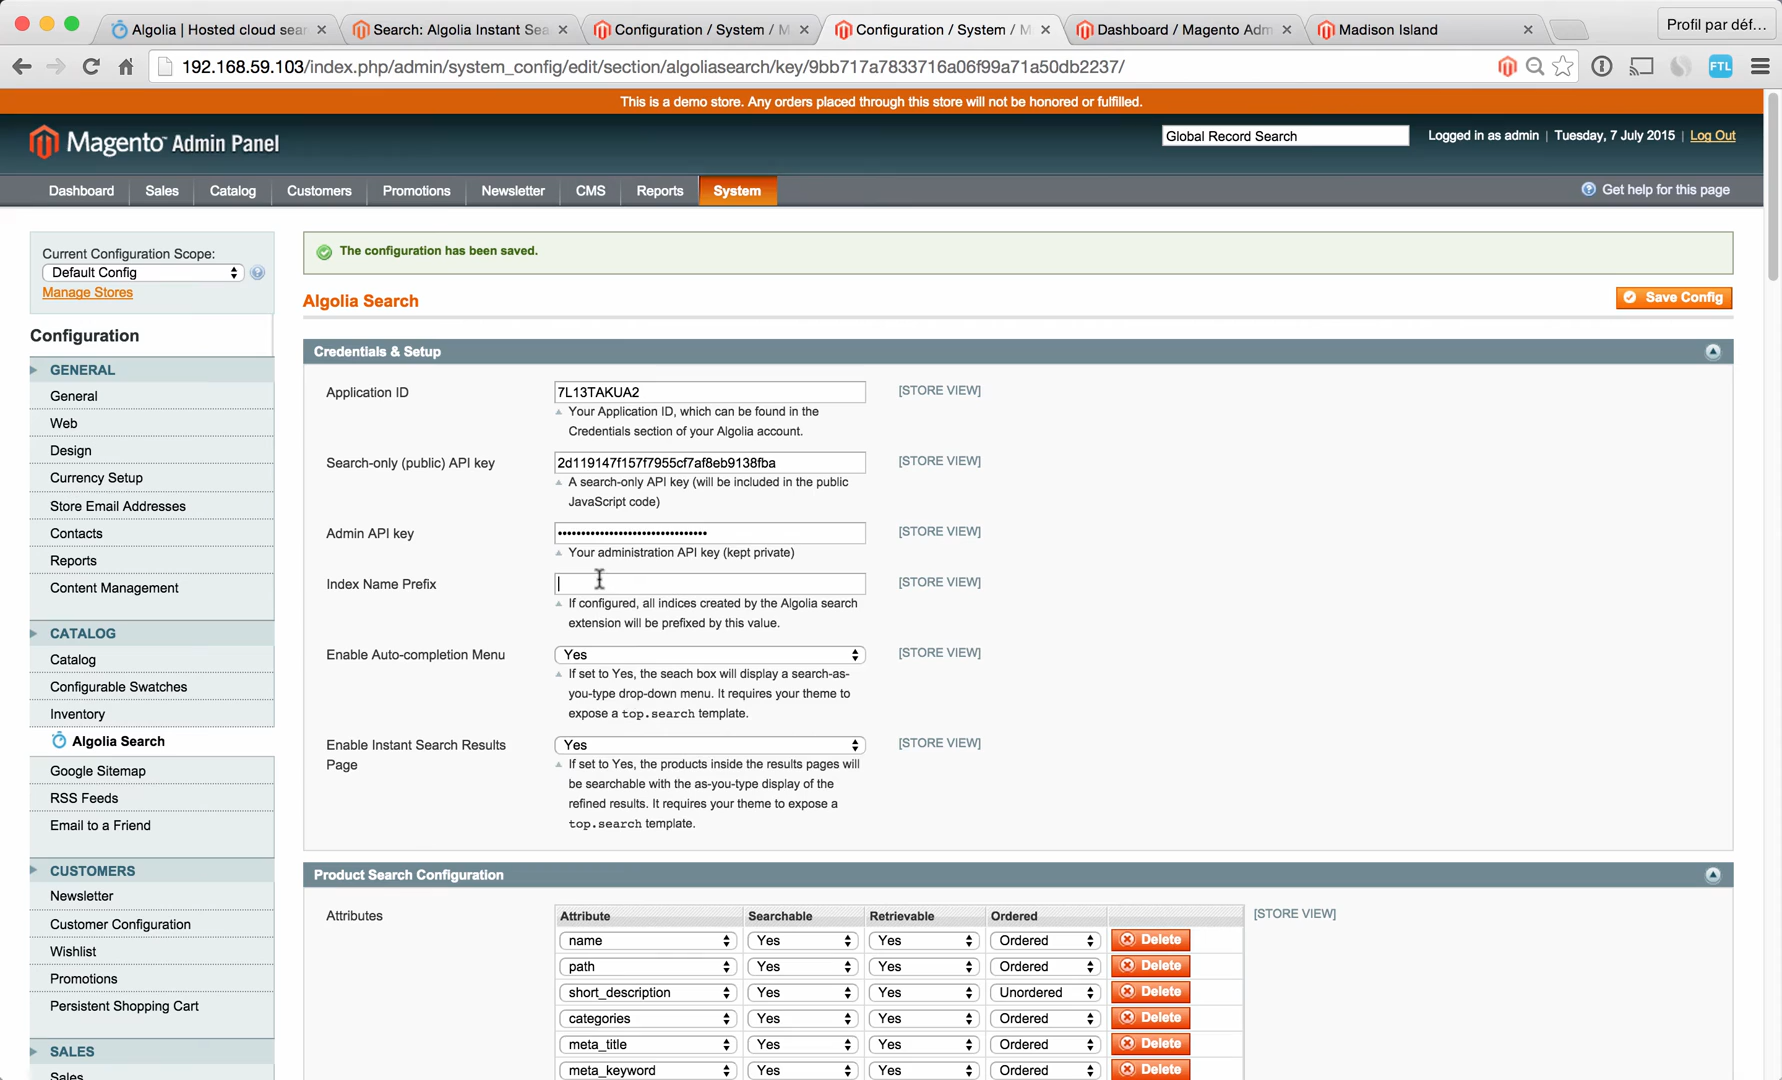 Algolia | Hosted cloud sear
Search: Algolia Instant Sea
Configuration / System / M
Configuration / System / M
Dashboard / Magento Adm
Madison Island
Profil par déf...
192.168.59.103/index.php/admin/system_config/edit/section/algoliasearch/key/9bb717a7833716a06f99a71a50db2237/
FTL
This is a demo store. Any orders placed through this store will not be honored or fulfilled.
Magento™ Admin Panel
Global Record Search
Logged in as admin | Tuesday, 7 July 2015 | Log Out
Dashboard
Sales
Catalog
Customers
Promotions
Newsletter
CMS
Reports
System
Get help for this page
Current Configuration Scope:
Default Config
Manage Stores
Configuration
GENERAL
General
Web
Design
Currency Setup
Store Email Addresses
Contacts
Reports
Content Management
CATALOG
Catalog
Configurable Swatches
Inventory
Algolia Search
Google Sitemap
RSS Feeds
Email to a Friend
CUSTOMERS
Newsletter
Customer Configuration
Wishlist
Promotions
Persistent Shopping Cart
SALES
Sales
The configuration has been saved.
Algolia Search
Save Config
Credentials & Setup
Application ID
7L13TAKUA2
[STORE VIEW]
Your Application ID, which can be found in the
Credentials section of your Algolia account.
Search-only (public) API key
2d119147f157f7955cf7af8eb9138fba
[STORE VIEW]
A search-only API key (will be included in the public
JavaScript code)
Admin API key
[STORE VIEW]
Your administration API key (kept private)
Index Name Prefix
[STORE VIEW]
If configured, all indices created by the Algolia search
extension will be prefixed by this value.
Enable Auto-completion Menu
Yes
[STORE VIEW]
If set to Yes, the seach box will display a search-as-
you-type drop-down menu. It requires your theme to
expose a top.search template.
Enable Instant Search Results
Page
Yes
[STORE VIEW]
If set to Yes, the products inside the results pages will
be searchable with the as-you-type display of the
refined results. It requires your theme to expose a
top.search template.
Product Search Configuration
Attributes
[STORE VIEW]
Attribute Searchable Retrievable Ordered
name Yes Yes Ordered Delete
path Yes Yes Ordered Delete
short_description Yes Yes Unordered Delete
categories Yes Yes Ordered Delete
meta_title Yes Yes Ordered Delete
meta_keyword Yes Yes Ordered Delete